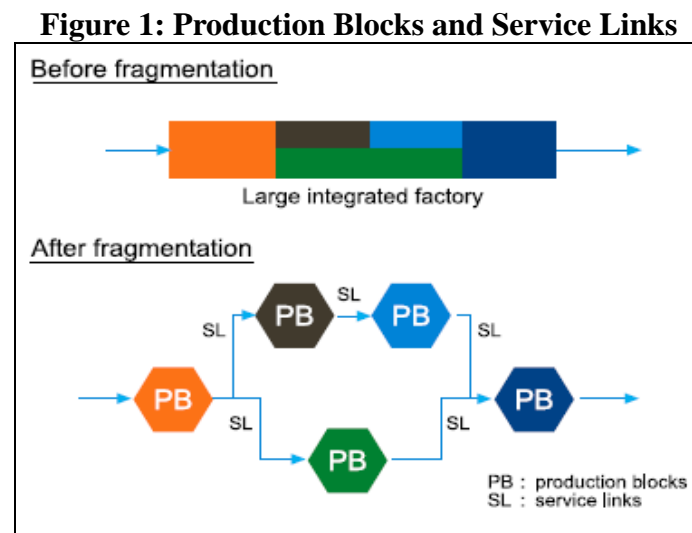 Figure 1: Production Blocks and Service Links
Before fragmentation
Large integrated factory
After fragmentation
SL
PB
SL
PB
SL
SL
PB
PB
SL
SL
PB
PB : production blocks
SL : service links